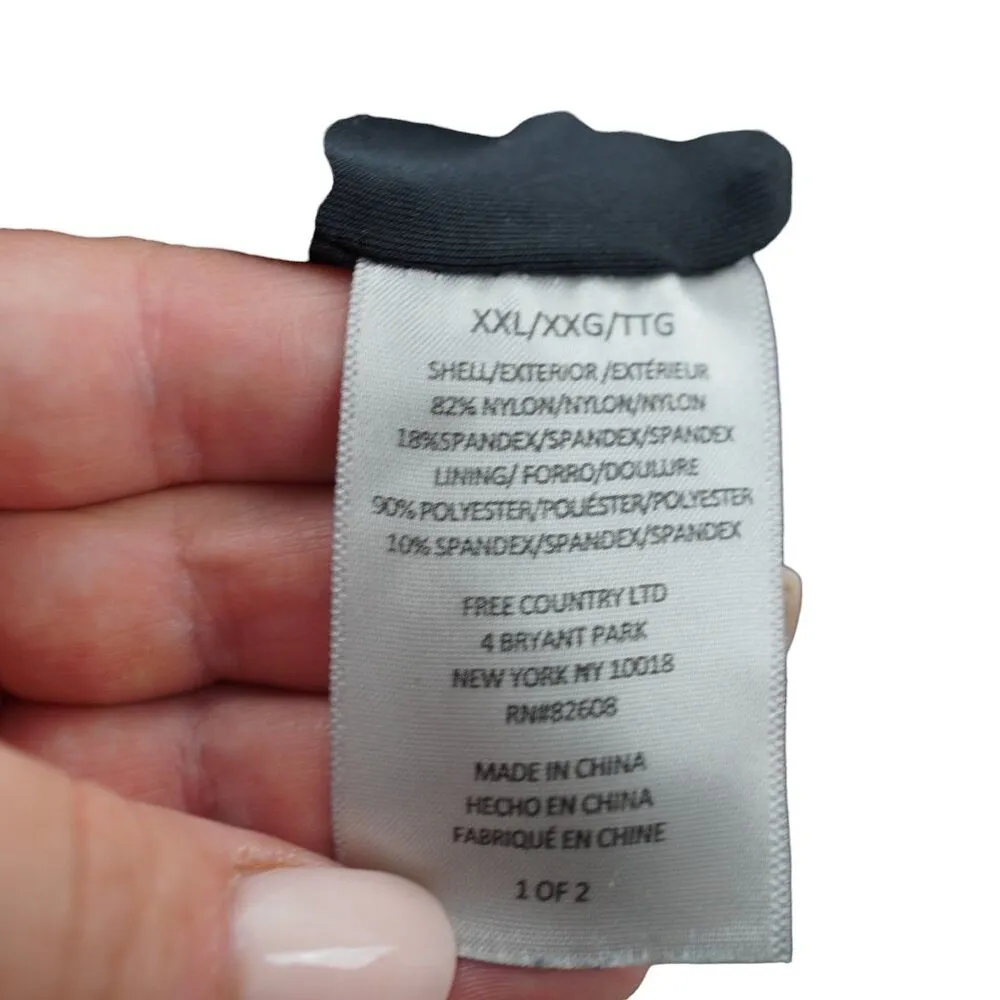 XXL/XXG/TTG
SHELL/EXTERIOR /EXTÉRIEUR
82% NYLON/NYLON/NYLON
18%SPANDEX/SPANDEX/SPANDEX
LINING/ FORRO/DOULURE
90% POLYESTER/POLIÉSTER/POLYESTER
10% SPANDEX/SPANDEX/SPANDEX
FREE COUNTRY LTD
4 BRYANT PARK
NEW YORK NY 10018
RN#82608
MADE IN CHINA
HECHO EN CHINA
FABRIQUÉ EN CHINE
1 OF 2